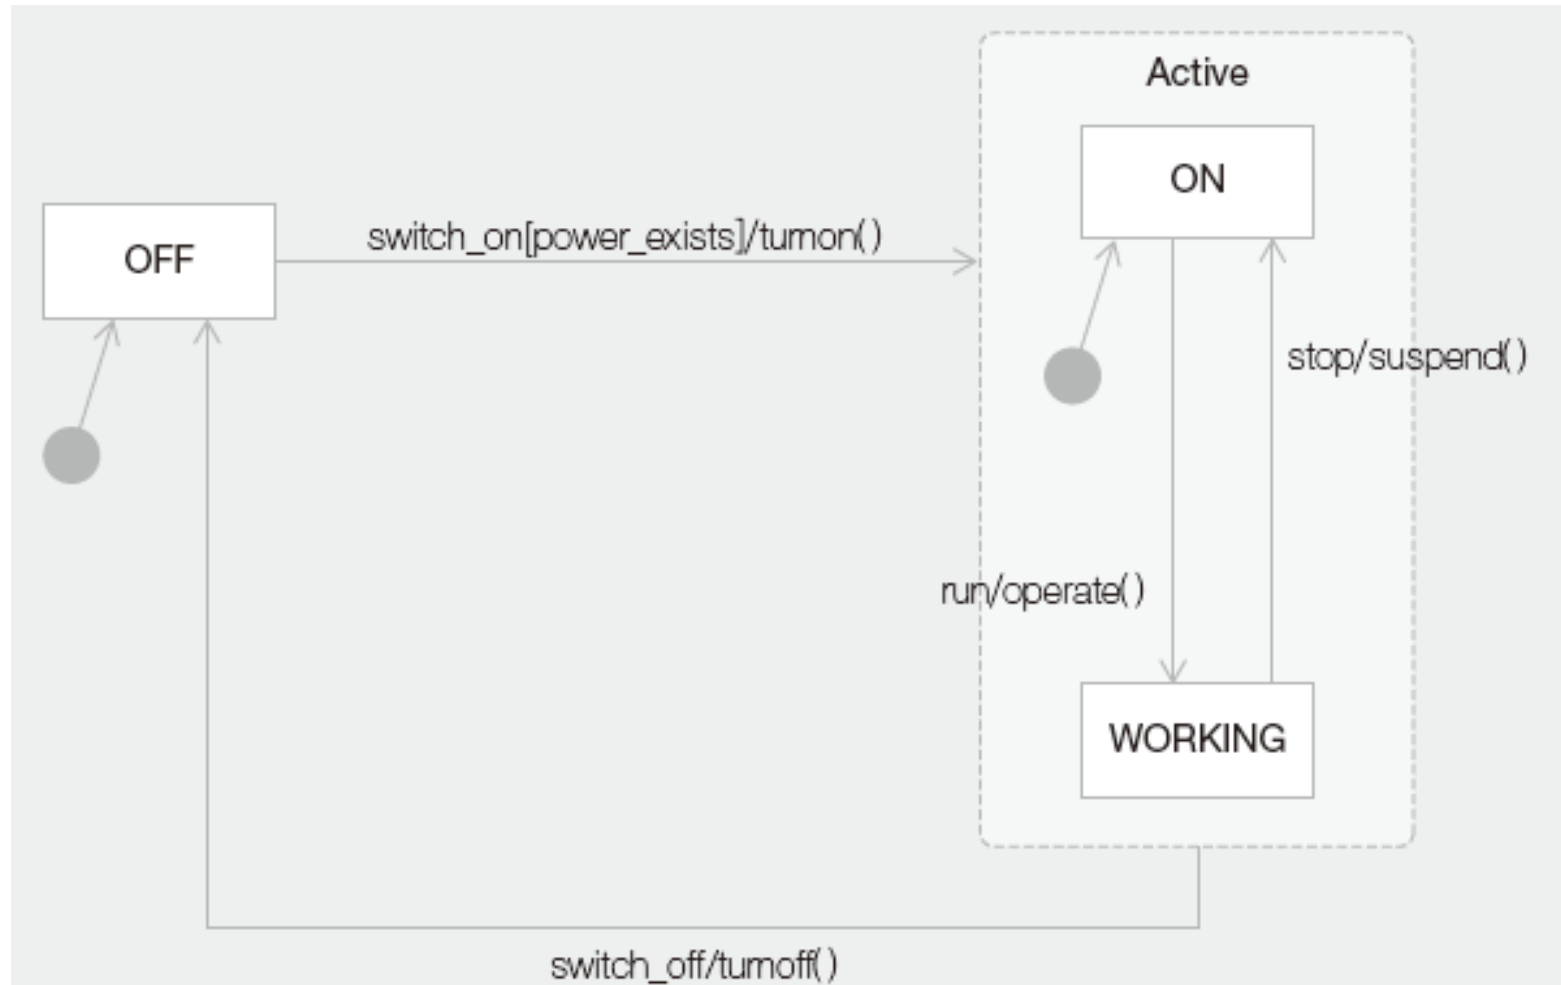 Active
ON
OFF
switch_on[power_exists]/turnon()
stop/suspend()
run/operate()
WORKING
switch_off/turnoff()